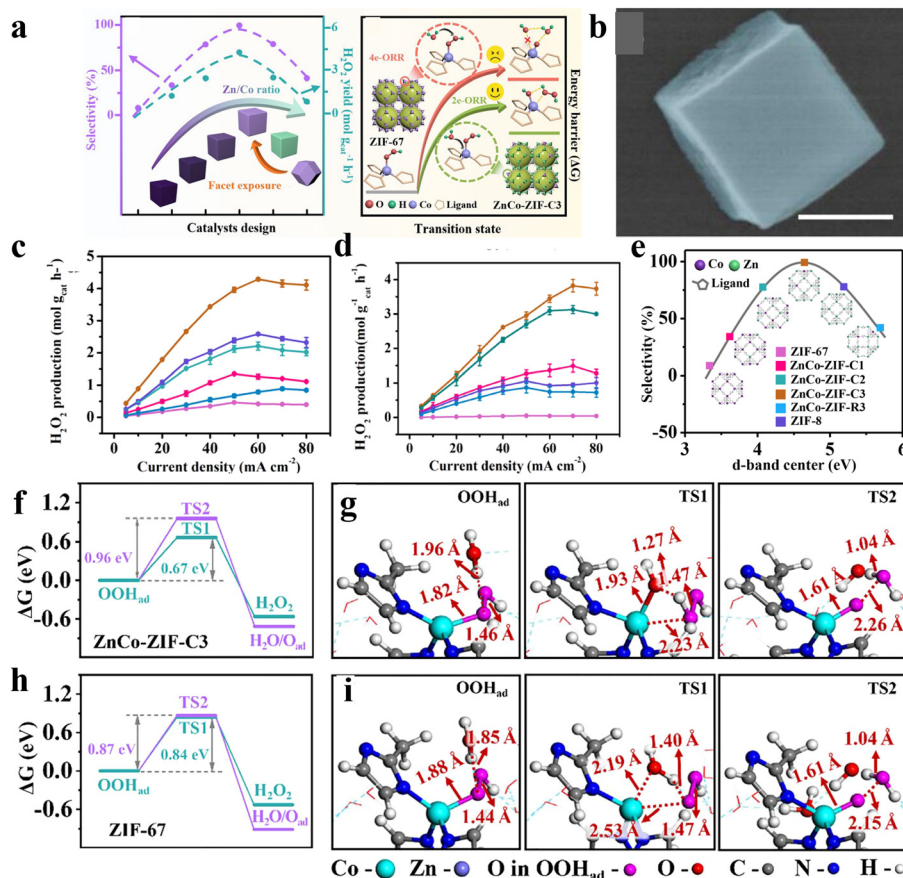 a
100
75
50
25
0
Selectivity (%)
Zn/Co ratio
Facet exposure
Catalysts design
6
3
0
H₂O₂ yield (mol gcat⁻¹ h⁻¹)
4e-ORR
ZIF-67
2e-ORR
ZnCo-ZIF-C3
O H Co Ligand
Transition state
Energy barrier (ΔG)
b
c
H₂O₂ production (mol gcat h-¹)
5
4
3
2
1
0
0 20 40 60 80
Current density (mA cm⁻²)
d
H₂O₂ production(mol g⁻¹cat h⁻¹)
5
4
3
2
1
0
0 20 40 60 80
Current density (mA cm⁻²)
e
Co Zn
Ligand
Selectivity (%)
100
50
0
-50
ZIF-67
ZnCo-ZIF-C1
ZnCo-ZIF-C2
ZnCo-ZIF-C3
ZnCo-ZIF-R3
ZIF-8
3 4 5 6
d-band center (eV)
f
ΔG (eV)
1.2
0.6
0.0
-0.6
TS2
TS1
0.96 eV
0.67 eV
OOHad
H₂O₂
H₂O/Oad
ZnCo-ZIF-C3
g
OOHad
1.96 Å
1.82 Å
1.46 Å
TS1
1.27 Å
1.93 Å
1.47 Å
2.23 Å
TS2
1.04 Å
1.61 Å
2.26 Å
h
ΔG (eV)
1.2
0.6
0.0
-0.6
TS2
TS1
0.87 eV
0.84 eV
OOHad
H₂O₂
H₂O/Oad
ZIF-67
i
OOHad
1.85 Å
1.88 Å
1.44 Å
TS1
1.40 Å
2.19 Å
2.53 Å
1.47 Å
TS2
1.04 Å
1.61 Å
2.15 Å
Co - Zn - O in OOHad - O - C - N - H -